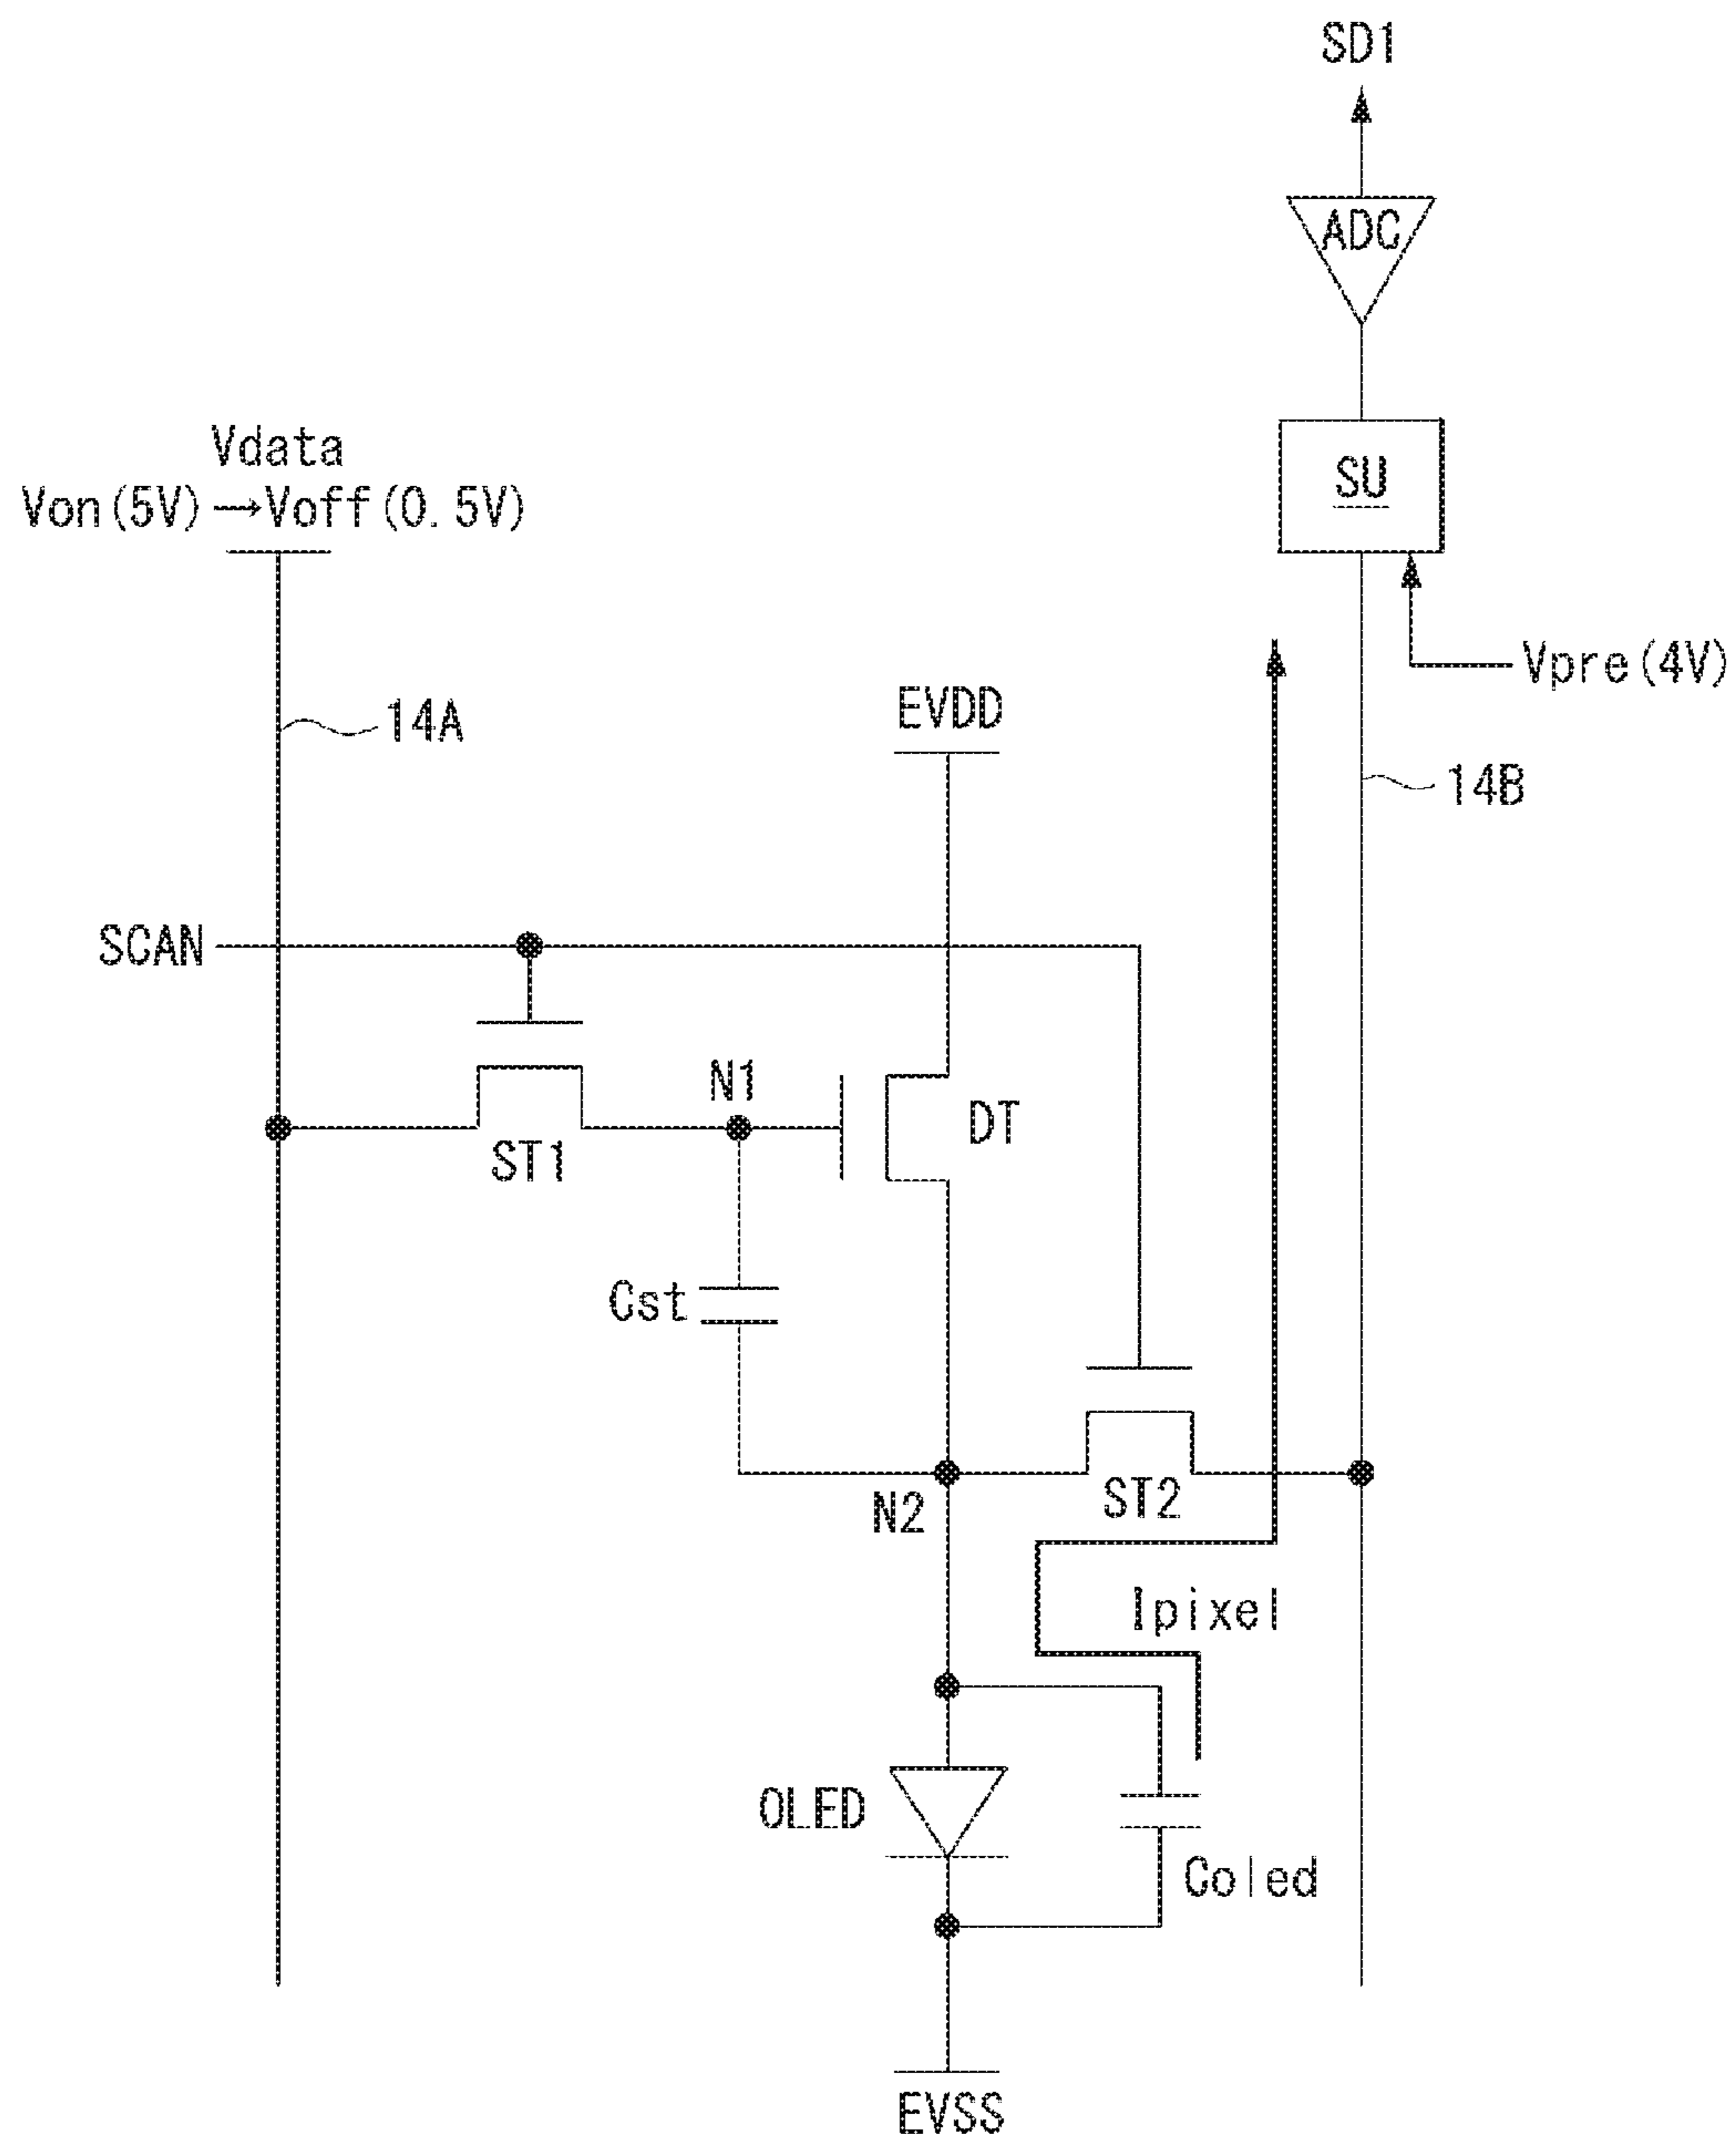 SD1
ADC
SU
Vdata
Von(5V)→Voff(0.5V)
Vpre(4V)
EVDD
14A
14B
SCAN
N1
DT
ST1
Cst
ST2
N2
Ipixel
OLED
Coled
EVSS